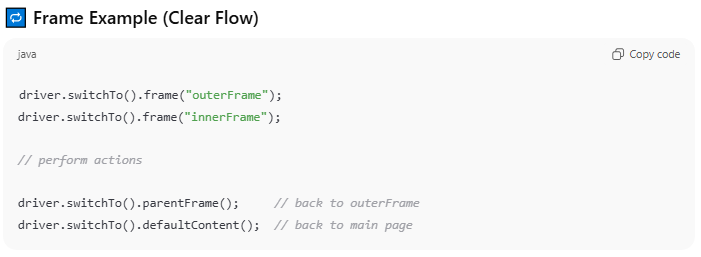 Frame Example (Clear Flow)
java
Copy code
driver.switchTo().frame("outerFrame");
driver.switchTo().frame("innerFrame");
// perform actions
driver.switchTo().parentFrame();     // back to outerFrame
driver.switchTo().defaultContent();  // back to main page